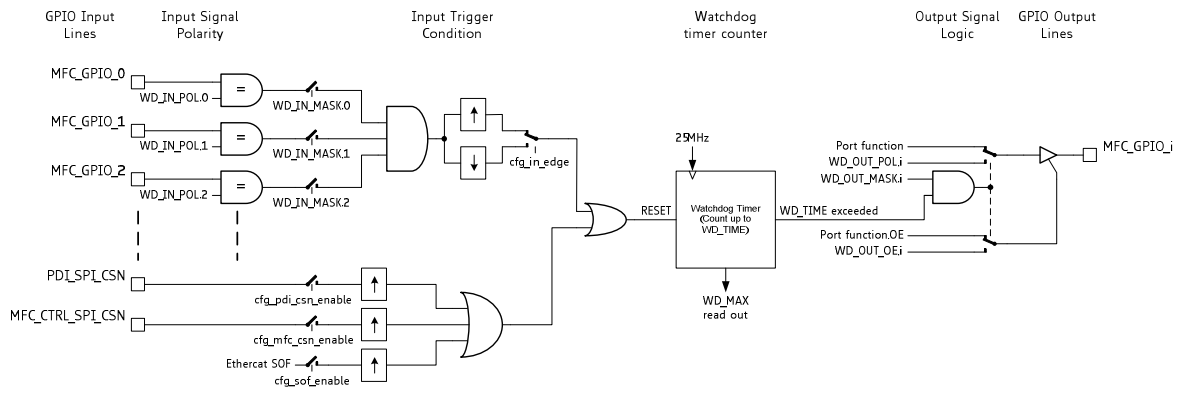 GPIO Input
Lines
Input Signal
Polarity
Input Trigger
Condition
Watchdog
timer counter
Output Signal
Logic
GPIO Output
Lines
MFC_GPIO_0
WD_IN_POL.0
=
WD_IN_MASK.0
MFC_GPIO_1
WD_IN_POL.1
=
WD_IN_MASK.1
MFC_GPIO_2
WD_IN_POL.2
=
WD_IN_MASK.2
cfg_in_edge
PDI_SPI_CSN
cfg_pdi_csn_enable
MFC_CTRL_SPI_CSN
cfg_mfc_csn_enable
Ethercat SOF
cfg_sof_enable
25MHz
RESET
Watchdog Timer
(Count up to
WD_TIME)
WD_TIME exceeded
WD_MAX
read out
Port function
WD_OUT_POL.i
WD_OUT_MASK.i
Port function.OE
WD_OUT_OE.i
MFC_GPIO_i